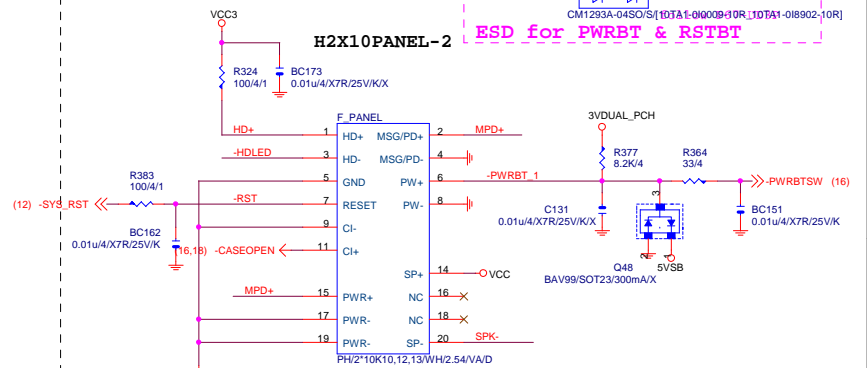 CM1293A-04SO/S/[10TA1-0I0009-10R_10TA1-0I8902-10R]
VCC3
H2X10PANEL-2
ESD for PWRBT & RSTBT
R324
100/4/1
BC173
0.01u/4/X7R/25V/K/X
F_PANEL
3VDUAL_PCH
HD+ 1 HD+ MSG/PD+ 2 MPD+
-HDLED 3 HD- MSG/PD- 4
R377
8.2K/4
R364
33/4
R383
100/4/1
5 GND PW+ 6 -PWRBT_1
-PWRBTSW (16)
(12) -SYS_RST
-RST 7 RESET PW- 8
3
C131
0.01u/4/X7R/25V/K/X
BC151
0.01u/4/X7R/25V/K
9 CI-
BC162
0.01u/4/X7R/25V/K
(16,18) -CASEOPEN 11 CI+
2 1
Q48
5VSB
BAV99/SOT23/300mA/X
SP+ 14 VCC
MPD+ 15 PWR+ NC 16
17 PWR- NC 18
19 PWR- SP- 20 SPK-
PH/2*10K10,12,13/WH/2.54/VA/D